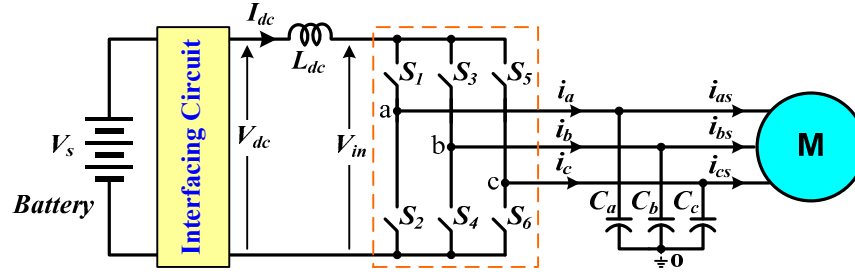 I_dc
L_dc
Interfacing Circuit
V_s
Battery
V_dc
V_in
S_1
S_3
S_5
a
b
c
S_2
S_4
S_6
i_a
i_b
i_c
i_as
i_bs
i_cs
C_a
C_b
C_c
o
M